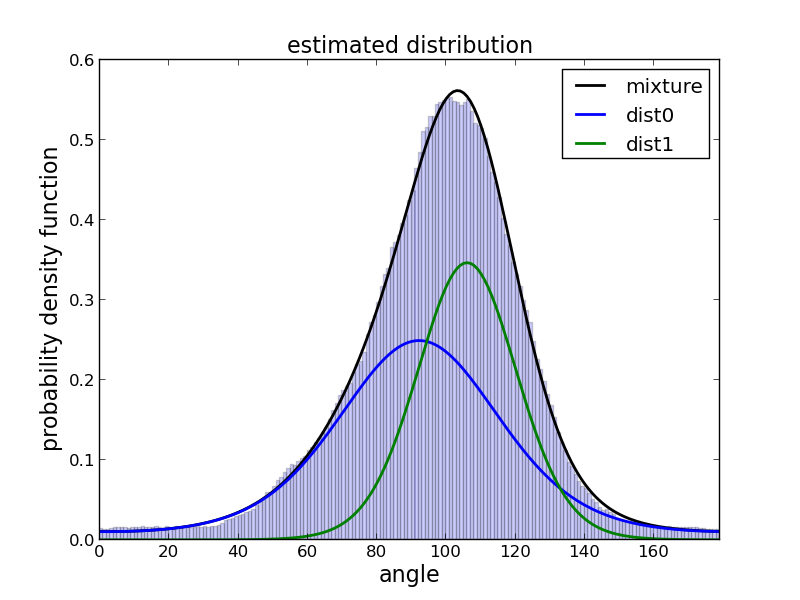 estimated distribution
mixture
dist0
dist1
probability density function
0.6
0.5
0.4
0.3
0.2
0.1
0.0
0 20 40 60 80 100 120 140 160
angle